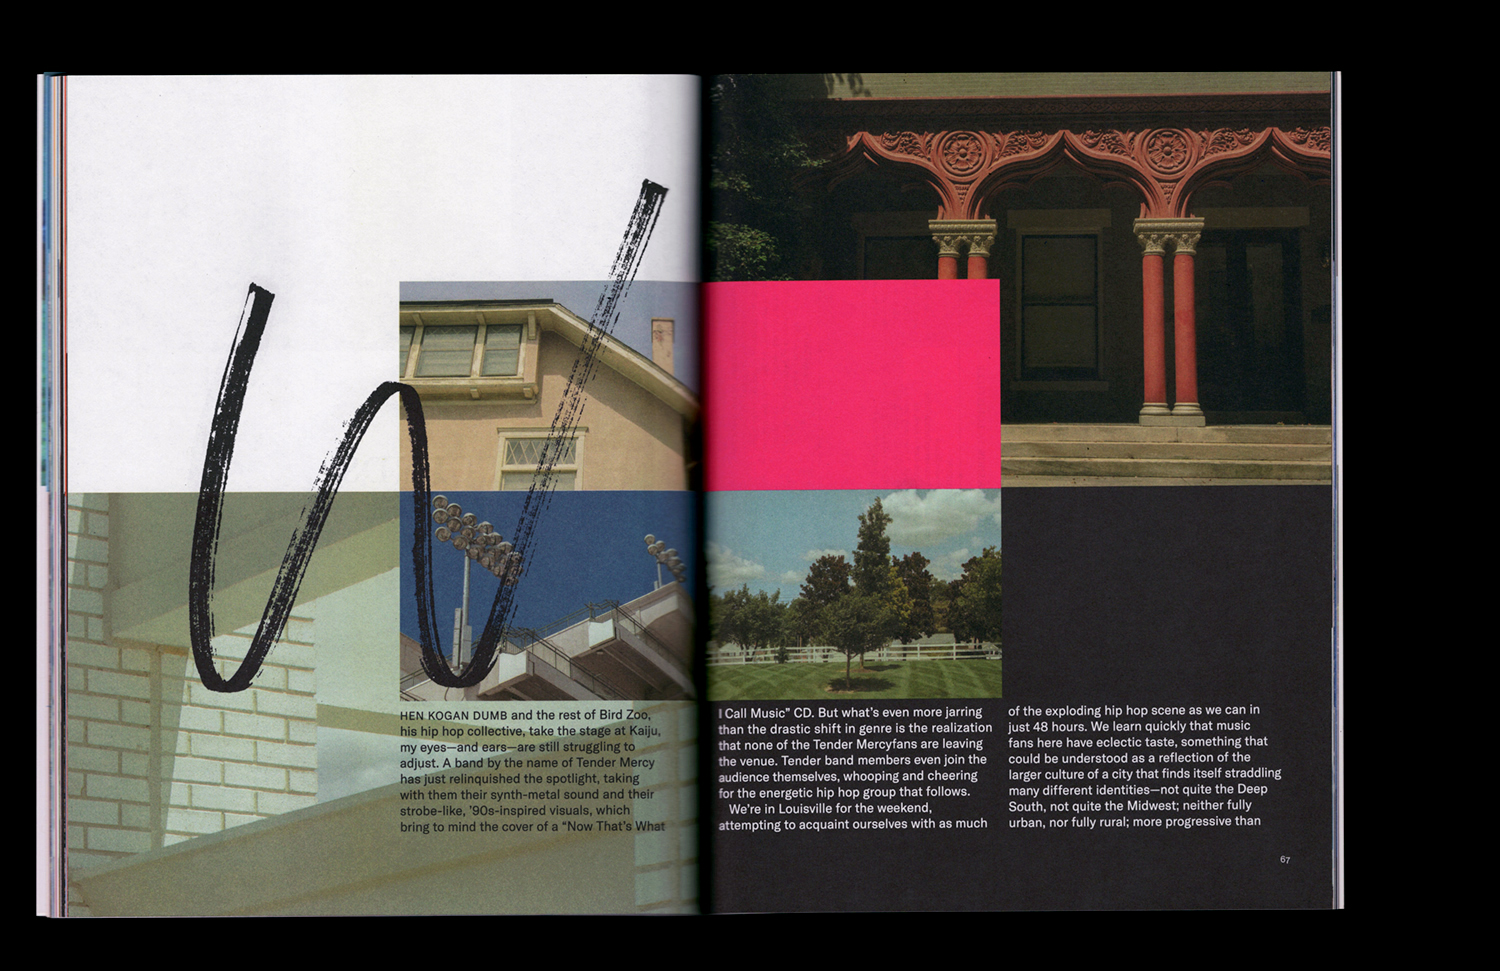 W
HEN KOGAN DUMB and the rest of Bird Zoo,
his hip hop collective, take the stage at Kaiju,
my eyes—and ears—are still struggling to
adjust. A band by the name of Tender Mercy
has just relinquished the spotlight, taking
with them their synth-metal sound and their
strobe-like, ’90s-inspired visuals, which
bring to mind the cover of a “Now That’s What
I Call Music” CD. But what’s even more jarring
than the drastic shift in genre is the realization
that none of the Tender Mercyfans are leaving
the venue. Tender band members even join the
audience themselves, whooping and cheering
for the energetic hip hop group that follows.
We’re in Louisville for the weekend,
attempting to acquaint ourselves with as much
of the exploding hip hop scene as we can in
just 48 hours. We learn quickly that music
fans here have eclectic taste, something that
could be understood as a reflection of the
larger culture of a city that finds itself straddling
many different identities—not quite the Deep
South, not quite the Midwest; neither fully
urban, nor fully rural; more progressive than
67